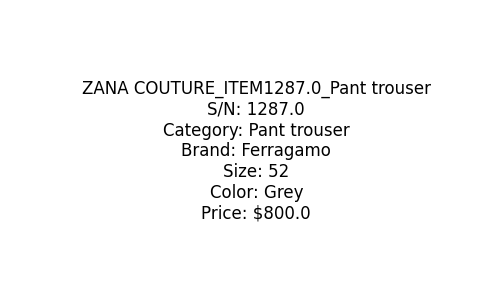 ZANA COUTURE_ITEM1287.0_Pant trouser
S/N: 1287.0
Category: Pant trouser
Brand: Ferragamo
Size: 52
Color: Grey
Price: $800.0